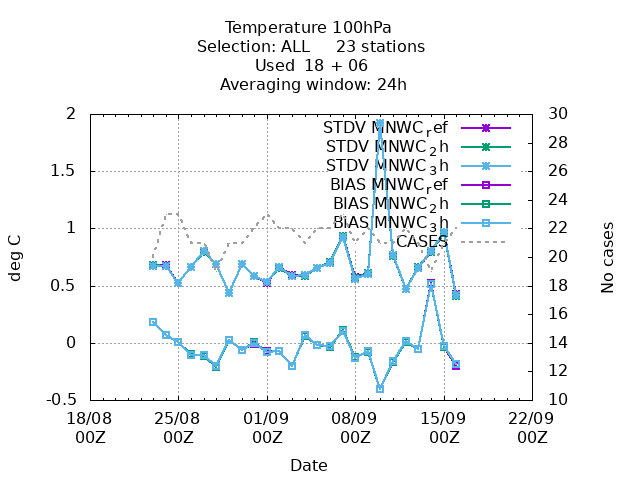 Temperature 100hPa
Selection: ALL 23 stations
Used 18 + 06
Averaging window: 24h
2
1.5
1
0.5
0
-0.5
deg C
30
28
26
24
22
20
18
16
14
12
10
No cases
STDV MNWC_ref
STDV MNWC_2h
STDV MNWC_3h
BIAS MNWC_ref
BIAS MNWC_2h
BIAS MNWC_3h
CASES
18/08 25/08 01/09 08/09 15/09 22/09
00Z 00Z 00Z 00Z 00Z 00Z
Date